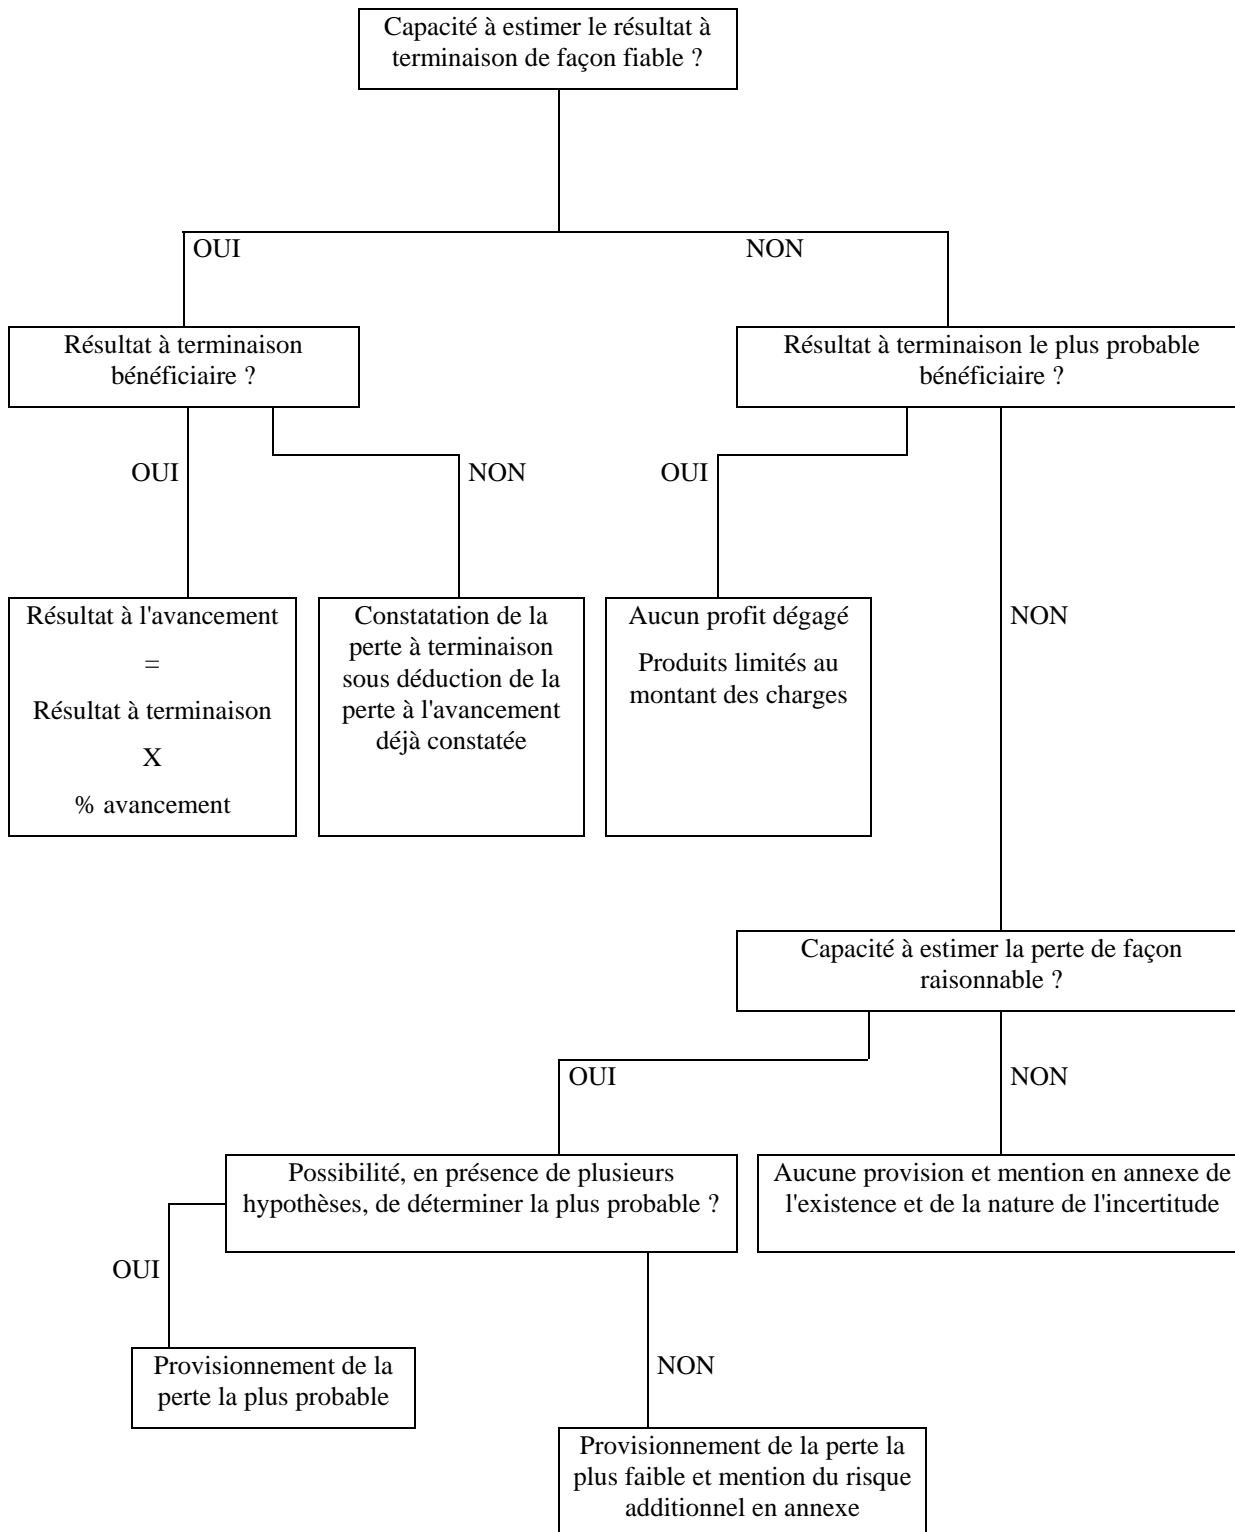 Capacité à estimer le résultat à
terminaison de façon fiable ?
OUI
NON
Résultat à terminaison
bénéficiaire ?
Résultat à terminaison le plus probable
bénéficiaire ?
OUI
NON
OUI
NON
Résultat à l'avancement
=
Résultat à terminaison
X
% avancement
Constatation de la
perte à terminaison
sous déduction de la
perte à l'avancement
déjà constatée
Aucun profit dégagé
Produits limités au
montant des charges
Capacité à estimer la perte de façon
raisonnable ?
OUI
NON
Possibilité, en présence de plusieurs
hypothèses, de déterminer la plus probable ?
Aucune provision et mention en annexe de
l'existence et de la nature de l'incertitude
OUI
NON
Provisionnement de la
perte la plus probable
Provisionnement de la perte la
plus faible et mention du risque
additionnel en annexe